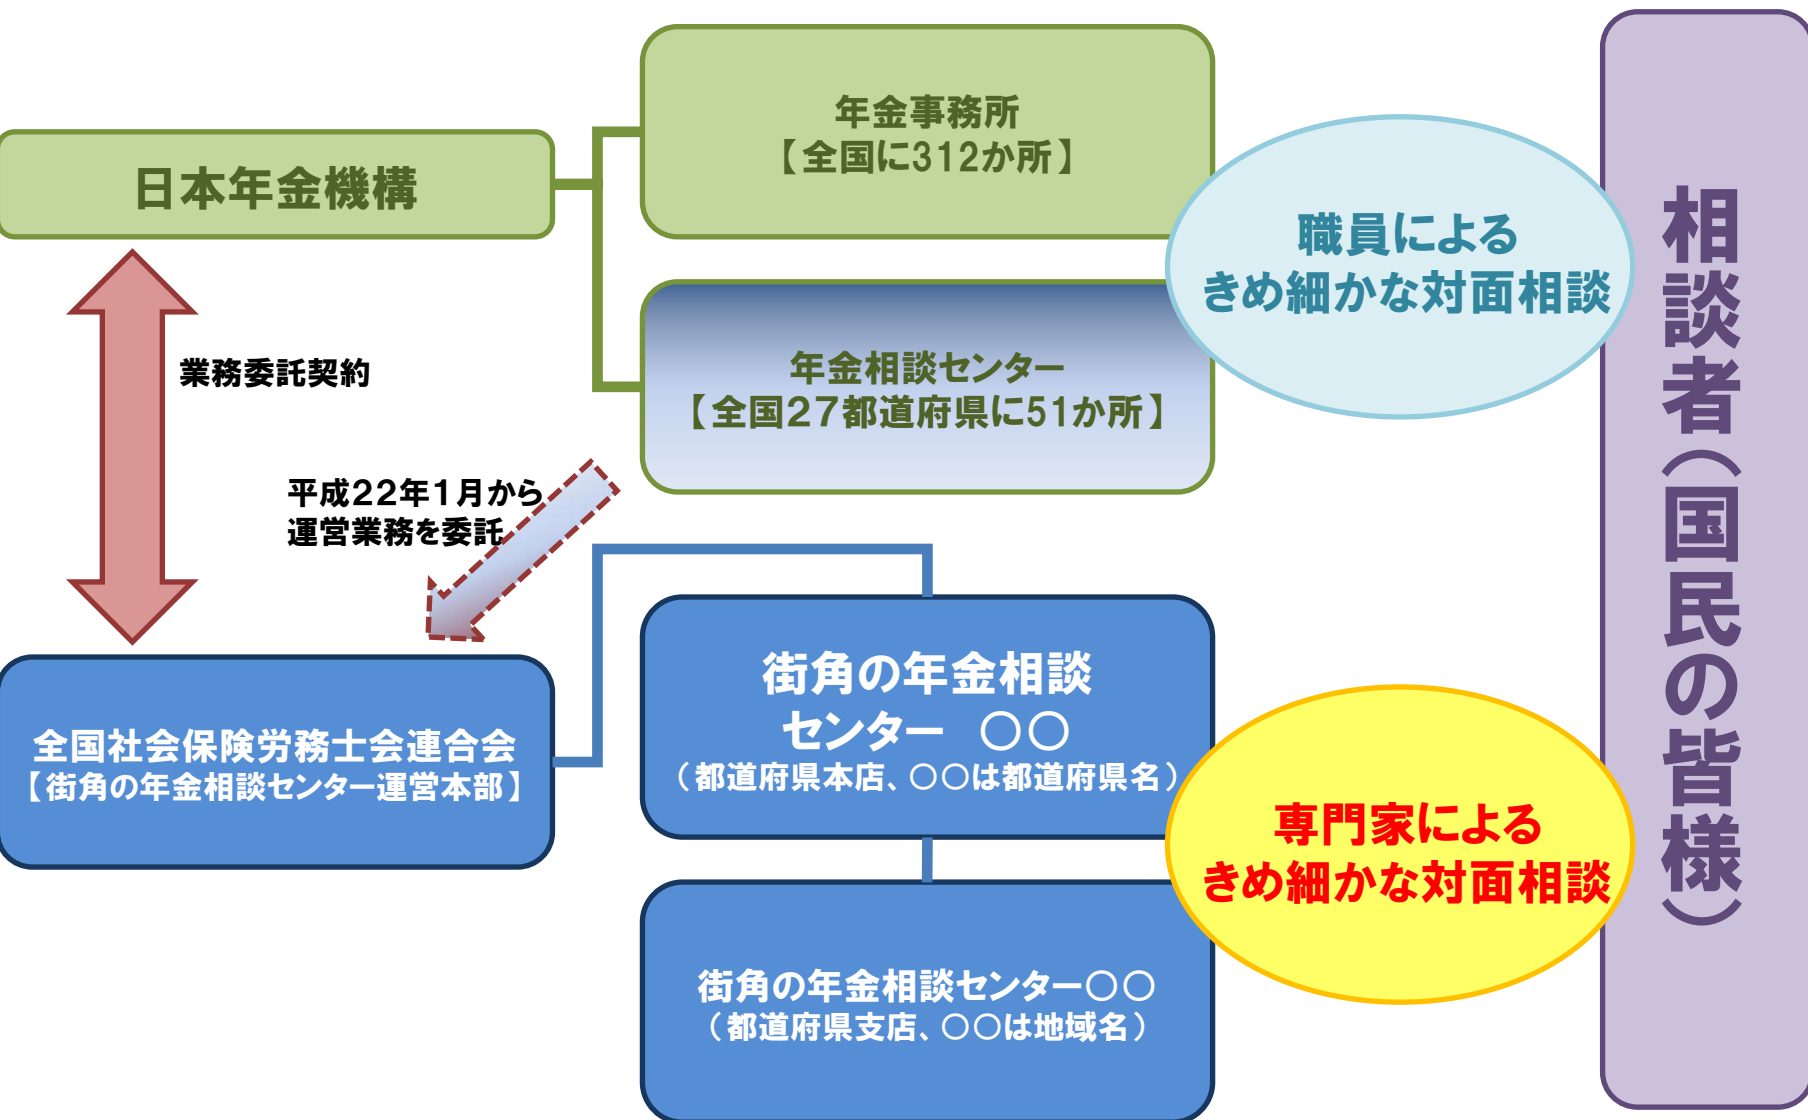 年金事務所
【全国に312か所】
日本年金機構
職員による
きめ細かな対面相談
年金相談センター
【全国２７都道府県に51か所】
業務委託契約
平成２２年１月から
運営業務を委託
街角の年金相談
センター　〇〇
（都道府県本店、〇〇は都道府県名）
全国社会保険労務士会連合会
【街角の年金相談センター運営本部】
専門家による
きめ細かな対面相談
街角の年金相談センター〇〇
（都道府県支店、〇〇は地域名）
相談者（国民の皆様）